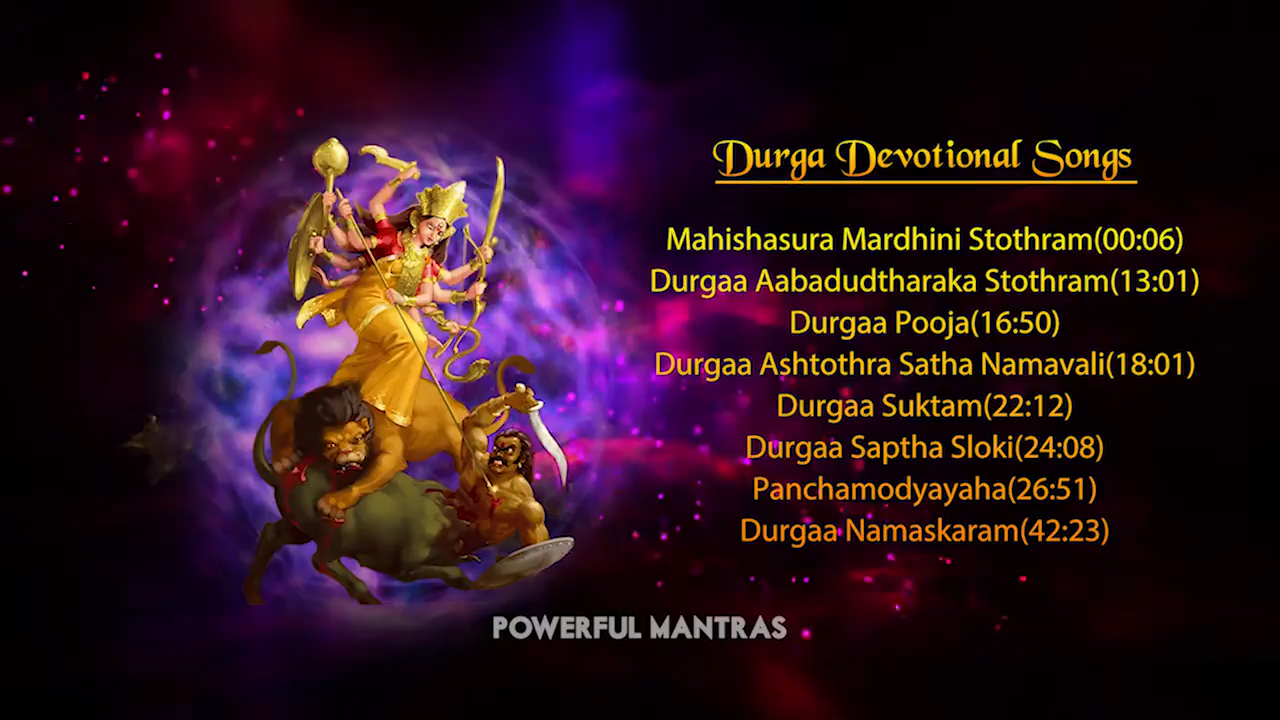 Durga Devotional Songs
Mahishasura Mardhini Stothram(00:06)
Durgaa Aabadudtharaka Stothram(13:01)
Durgaa Pooja(16:50)
Durgaa Ashtothra Satha Namavali(18:01)
Durgaa Suktam(22:12)
Durgaa Saptha Sloki(24:08)
Panchamodyayaha(26:51)
Durgaa Namaskaram(42:23)
POWERFUL MANTRAS